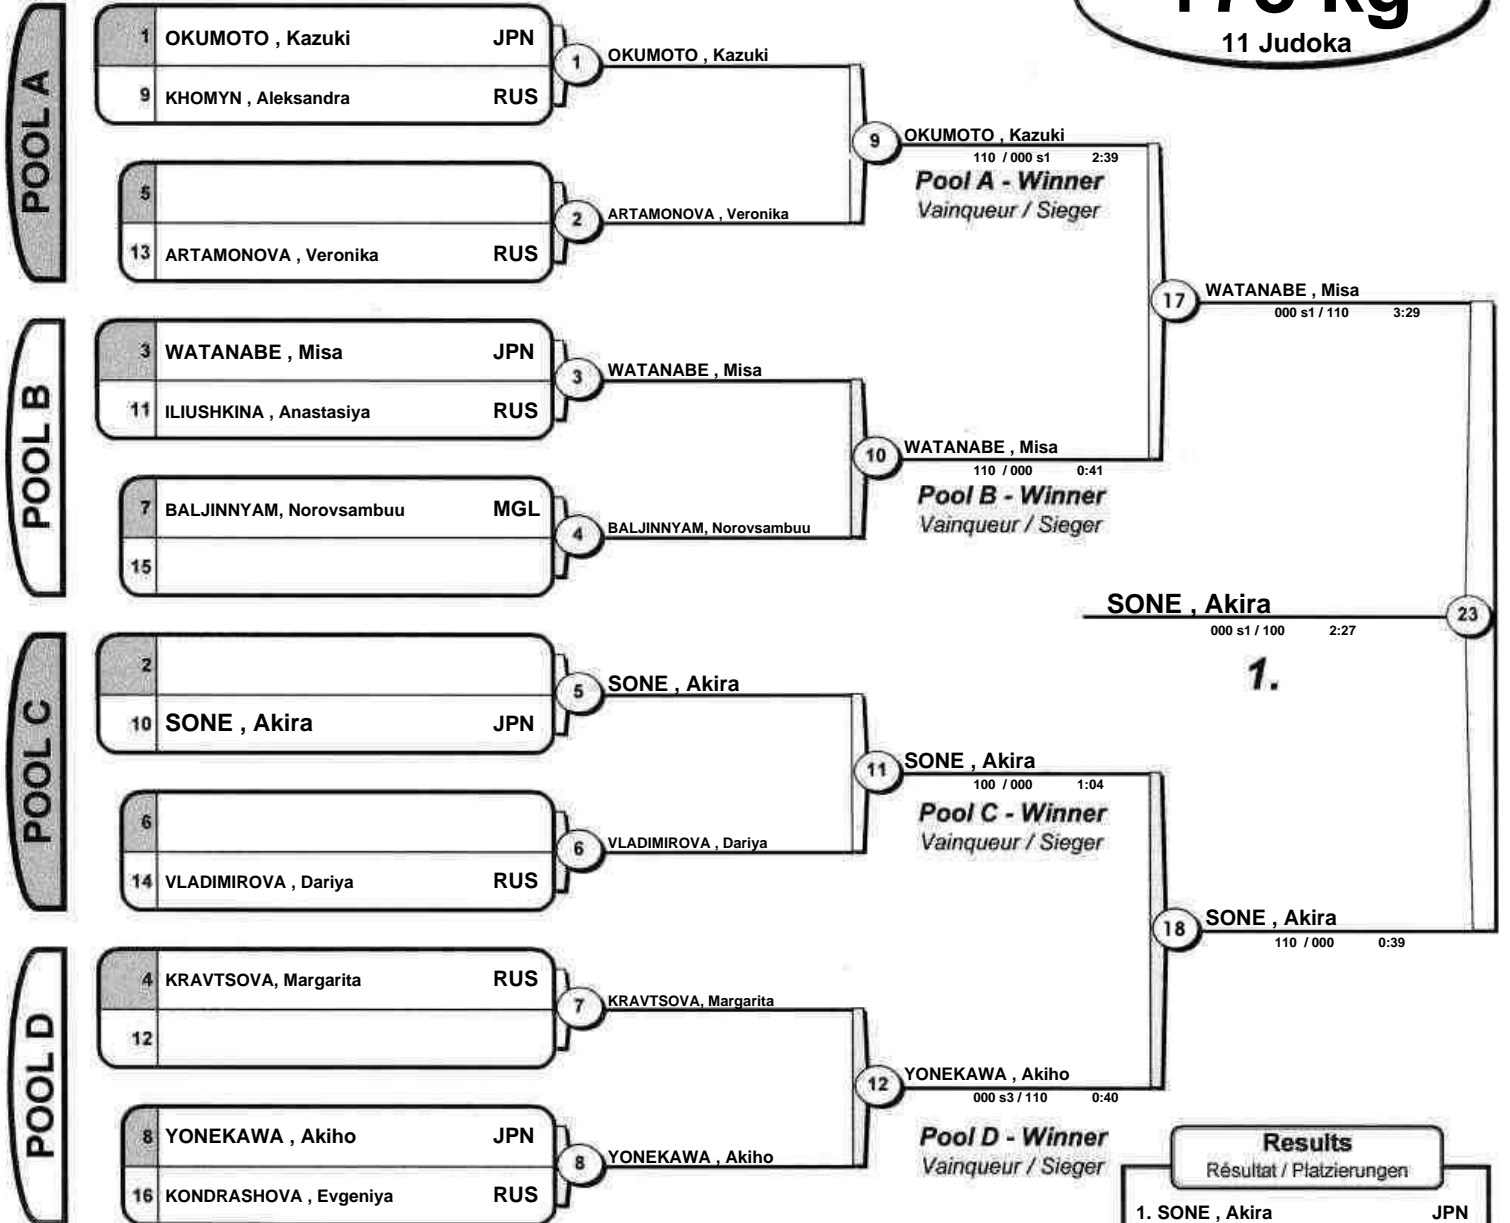 kg
11 Judoka
POOL A
1 OKUMOTO , Kazuki JPN
9 KHOMYN , Aleksandra RUS
1 OKUMOTO , Kazuki
5
13 ARTAMONOVA , Veronika RUS
2 ARTAMONOVA , Veronika
9 OKUMOTO , Kazuki
110 / 000 s1 2:39
Pool A - Winner
Vainqueur / Sieger
POOL B
3 WATANABE , Misa JPN
11 ILIUSHKINA , Anastasiya RUS
3 WATANABE , Misa
7 BALJINNYAM, Norovsambuu MGL
15
4 BALJINNYAM, Norovsambuu
10 WATANABE , Misa
110 / 000 0:41
Pool B - Winner
Vainqueur / Sieger
17 WATANABE , Misa
000 s1 / 110 3:29
SONE , Akira 23
000 s1 / 100 2:27
1.
POOL C
2
10 SONE , Akira JPN
5 SONE , Akira
6
14 VLADIMIROVA , Dariya RUS
6 VLADIMIROVA , Dariya
11 SONE , Akira
100 / 000 1:04
Pool C - Winner
Vainqueur / Sieger
18 SONE , Akira
110 / 000 0:39
POOL D
4 KRAVTSOVA, Margarita RUS
12
7 KRAVTSOVA, Margarita
8 YONEKAWA , Akiho JPN
16 KONDRASHOVA , Evgeniya RUS
8 YONEKAWA , Akiho
12 YONEKAWA , Akiho
000 s3 / 110 0:40
Pool D - Winner
Vainqueur / Sieger
Results
Résultat / Platzierungen
1. SONE , Akira JPN